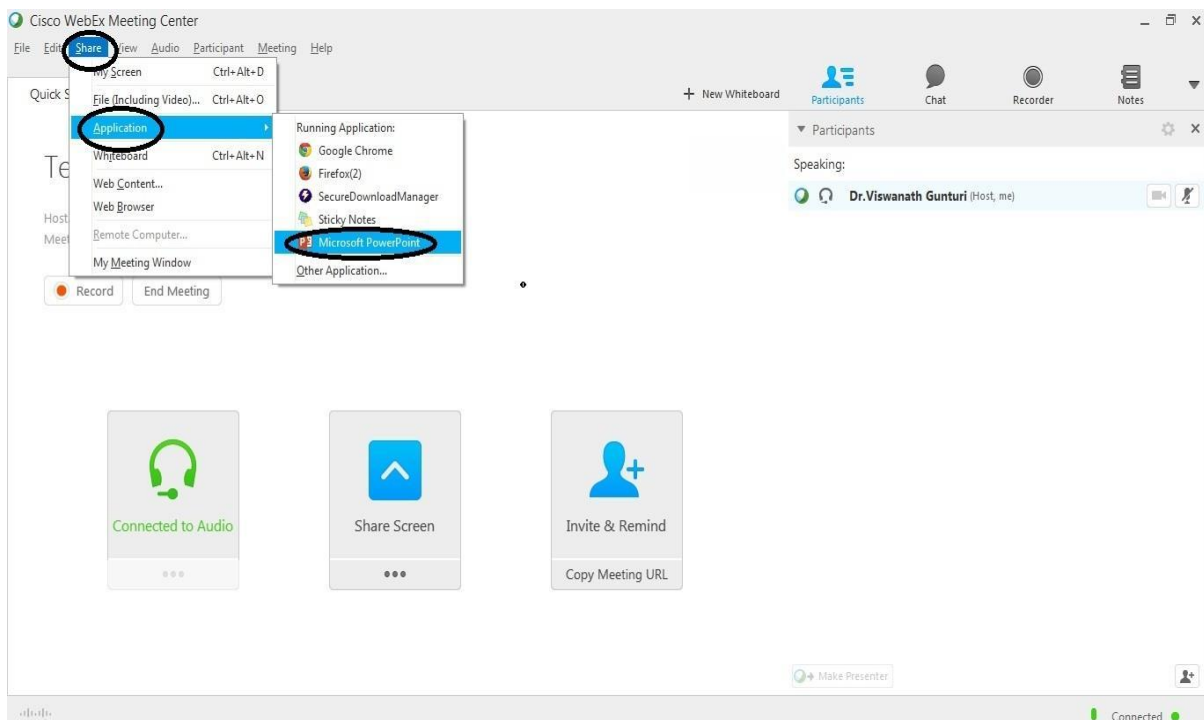 Cisco WebEx Meeting Center
File Edit Share View Audio Participant Meeting Help
My Screen Ctrl+Alt+D
File (Including Video)... Ctrl+Alt+O
Application
Whiteboard Ctrl+Alt+N
Web Content...
Web Browser
Remote Computer...
My Meeting Window
Running Application:
Google Chrome
Firefox(2)
SecureDownloadManager
Sticky Notes
Microsoft PowerPoint
Other Application...
Quick S
+ New Whiteboard
Te
Host
Meet
Record End Meeting
Connected to Audio
Share Screen
Invite & Remind
Copy Meeting URL
Participants Chat Recorder Notes
Participants
Speaking:
Dr.Viswanath Gunturi (Host, me)
Make Presenter
Connected